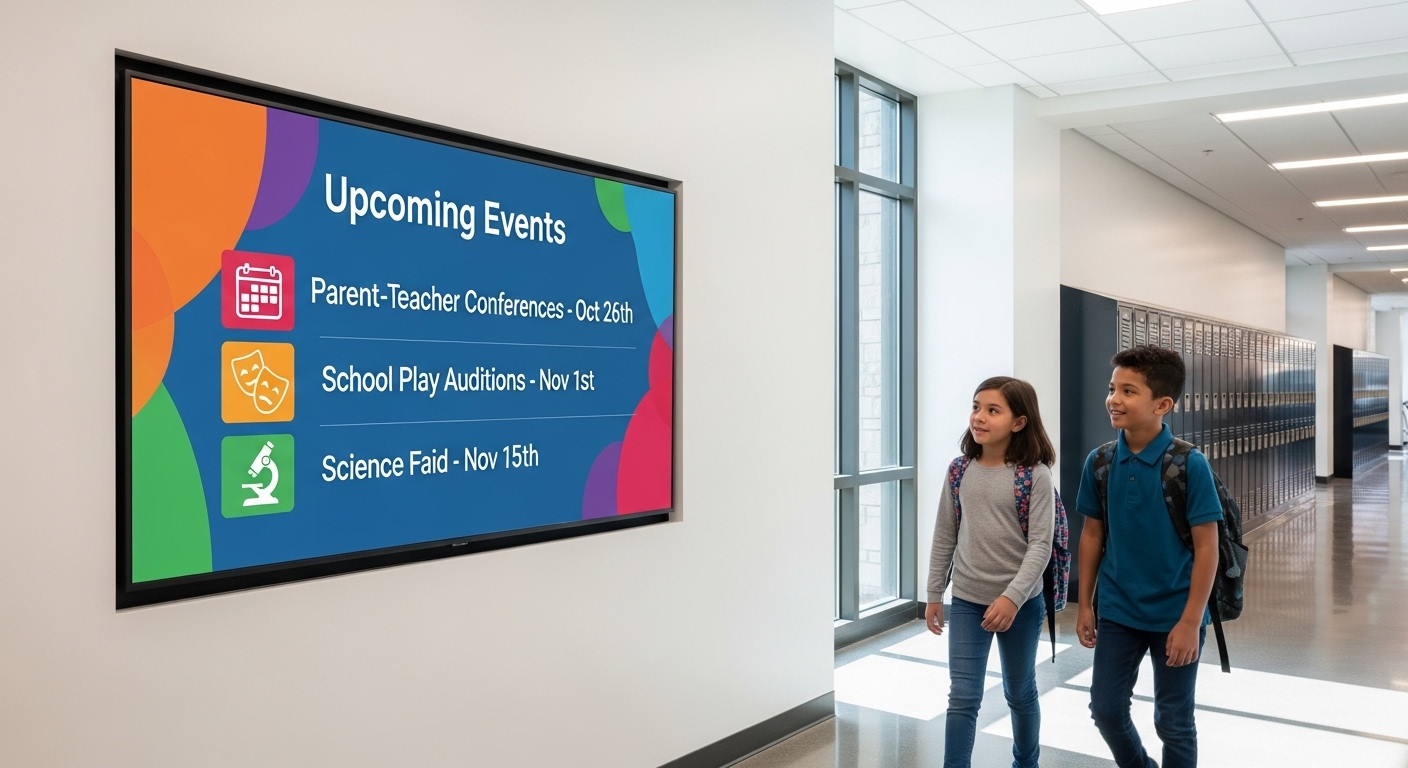 Upcoming Events
Parent-Teacher Conferences - Oct 26th
School Play Auditions - Nov 1st
Science Faid - Nov 15th